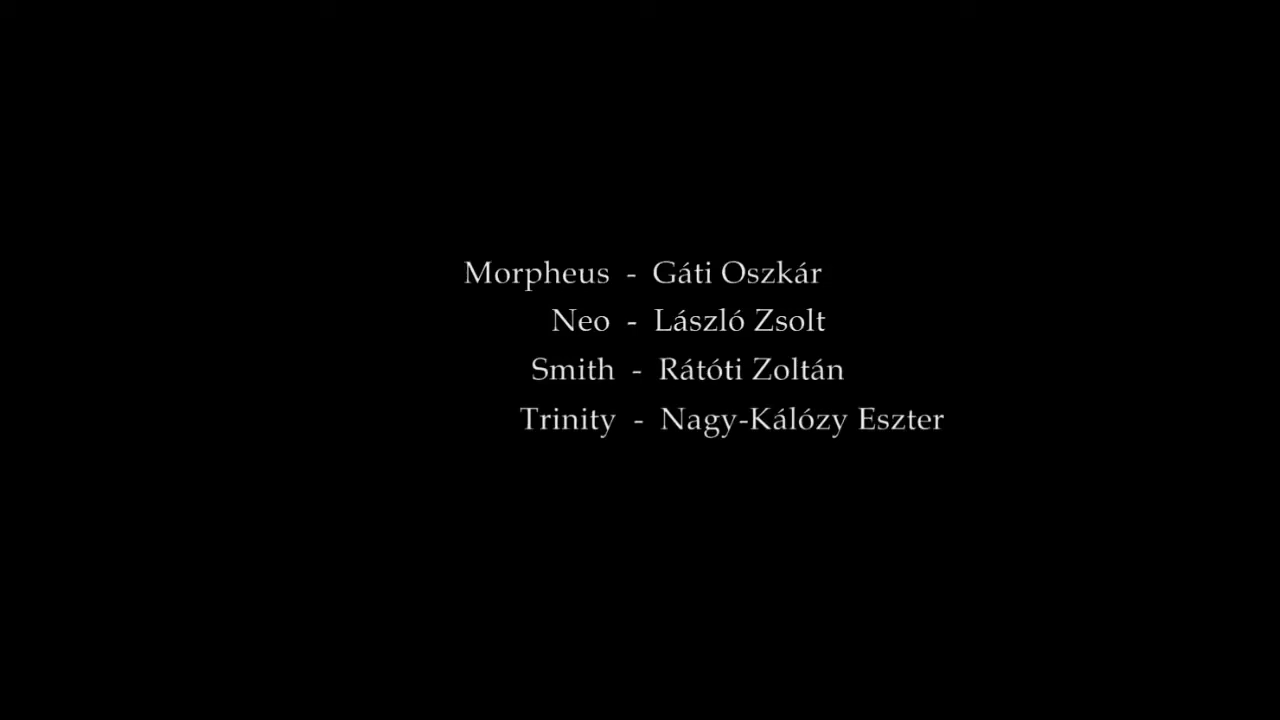 Morpheus - Gáti Oszkár
Neo - László Zsolt
Smith - Rátóti Zoltán
Trinity - Nagy-Kálózy Eszter